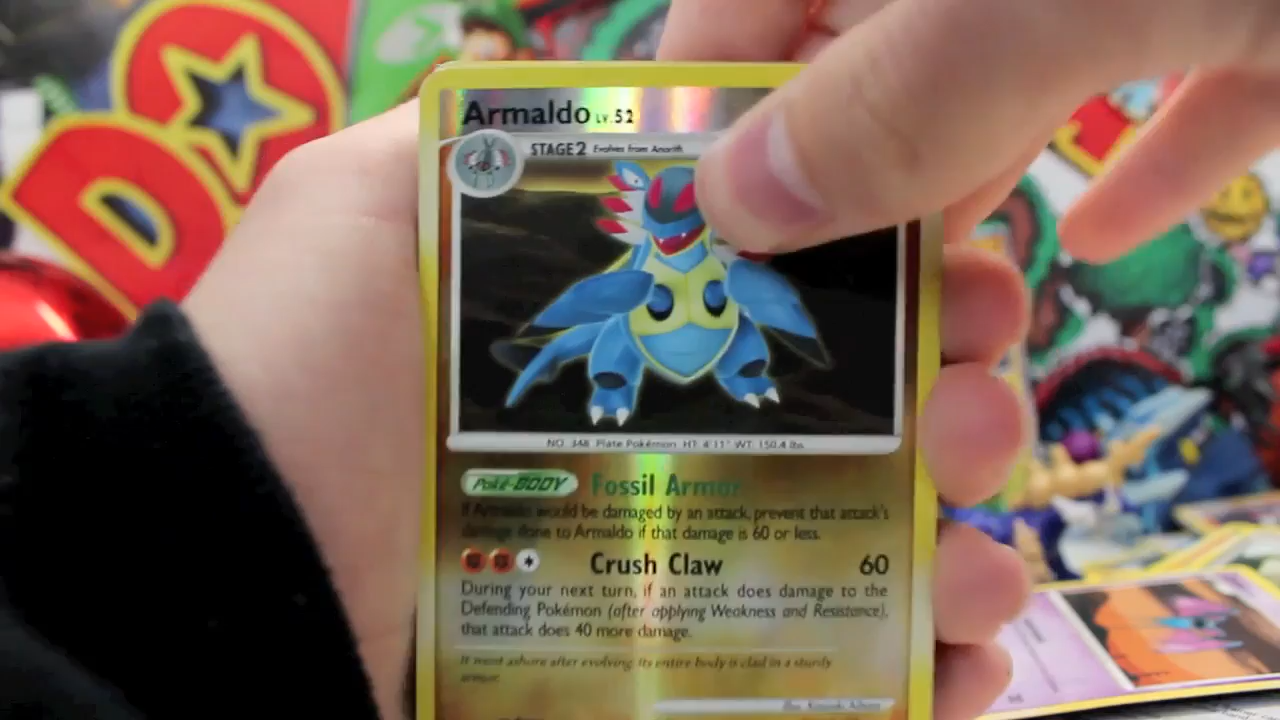 Armaldo LV.52
STAGE2 Evolves from Anorith
NO. 348 Plate Pokémon HT: 4'11" WT: 150.4 lbs.
Poké-BODY Fossil Armor
If Armaldo would be damaged by an attack, prevent that attack's
damage done to Armaldo if that damage is 60 or less.
Crush Claw 60
During your next turn, if an attack does damage to the
Defending Pokémon (after applying Weakness and Resistance),
that attack does 40 more damage.
It went ashore after evolving. Its entire body is clad in a sturdy
armor.
D